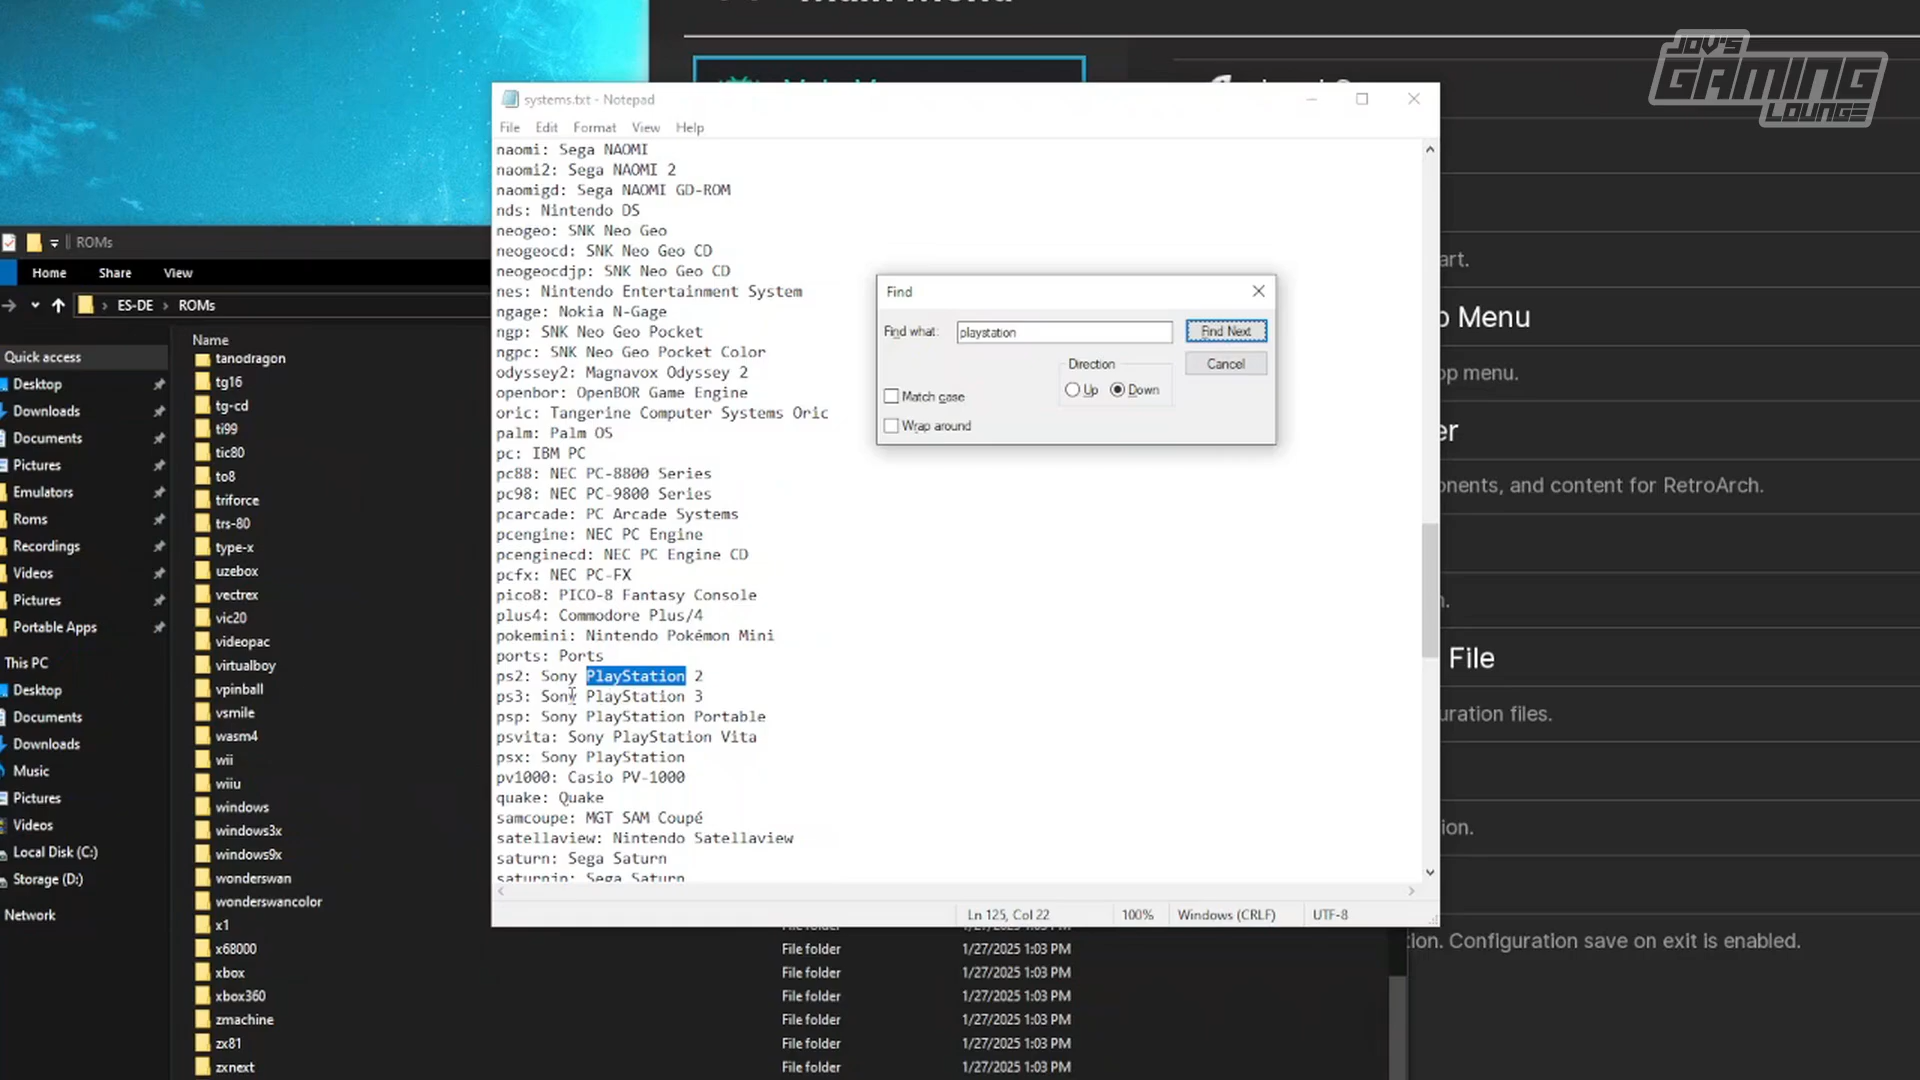 JOV'S
GAMING
LOUNGE
systems.txt - Notepad
File Edit Format View Help
naomi: Sega NAOMI
naomi2: Sega NAOMI 2
naomigd: Sega NAOMI GD-ROM
nds: Nintendo DS
neogeo: SNK Neo Geo
neogeocd: SNK Neo Geo CD
neogeocdjp: SNK Neo Geo CD
nes: Nintendo Entertainment System
ngage: Nokia N-Gage
ngp: SNK Neo Geo Pocket
ngpc: SNK Neo Geo Pocket Color
odyssey2: Magnavox Odyssey 2
openbor: OpenBOR Game Engine
oric: Tangerine Computer Systems Oric
palm: Palm OS
pc: IBM PC
pc88: NEC PC-8800 Series
pc98: NEC PC-9800 Series
pcarcade: PC Arcade Systems
pcengine: NEC PC Engine
pcenginecd: NEC PC Engine CD
pcfx: NEC PC-FX
pico8: PICO-8 Fantasy Console
plus4: Commodore Plus/4
pokemini: Nintendo Pokémon Mini
ports: Ports
ps2: Sony PlayStation 2
ps3: Sony PlayStation 3
psp: Sony PlayStation Portable
psvita: Sony PlayStation Vita
psx: Sony PlayStation
pv1000: Casio PV-1000
quake: Quake
samcoupe: MGT SAM Coupé
satellaview: Nintendo Satellaview
saturn: Sega Saturn
saturnjp: Sega Saturn
Ln 125, Col 22 100% Windows (CRLF) UTF-8
Find
Find what: playstation Find Next
Direction Cancel
Up Down
Match case
Wrap around
ROMs
Home Share View
ES-DE > ROMs
Name
Quick access
Desktop
Downloads
Documents
Pictures
Emulators
Roms
Recordings
Videos
Pictures
Portable Apps
This PC
Desktop
Documents
Downloads
Music
Pictures
Videos
Local Disk (C:)
Storage (D:)
Network
tanodragon
tg16
tg-cd
ti99
tic80
to8
triforce
trs-80
type-x
uzebox
vectrex
vic20
videopac
virtualboy
vpinball
vsmile
wasm4
wii
wiiu
windows
windows3x
windows9x
wonderswan
wonderswancolor
x1
x68000 File folder 1/27/2025 1:03 PM
xbox File folder 1/27/2025 1:03 PM
xbox360 File folder 1/27/2025 1:03 PM
zmachine File folder 1/27/2025 1:03 PM
zx81 File folder 1/27/2025 1:03 PM
zxnext File folder 1/27/2025 1:03 PM
art.
p Menu
op menu.
er
onents, and content for RetroArch.
n.
File
uration files.
ion.
tion. Configuration save on exit is enabled.